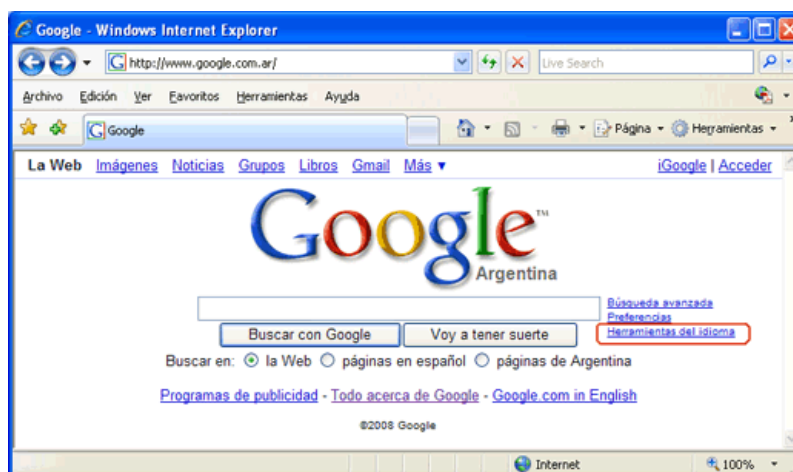 Google - Windows Internet Explorer
http://www.google.com.ar/ Live Search
Archivo Edición Ver Favoritos Herramientas Ayuda
Google Página Herramientas
La Web Imágenes Noticias Grupos Libros Gmail Más iGoogle | Acceder
Google™
Argentina
Búsqueda avanzada
Preferencias
Buscar con Google Voy a tener suerte Herramientas del idioma
Buscar en: la Web páginas en español páginas de Argentina
Programas de publicidad - Todo acerca de Google - Google.com in English
©2008 Google
Internet 100%